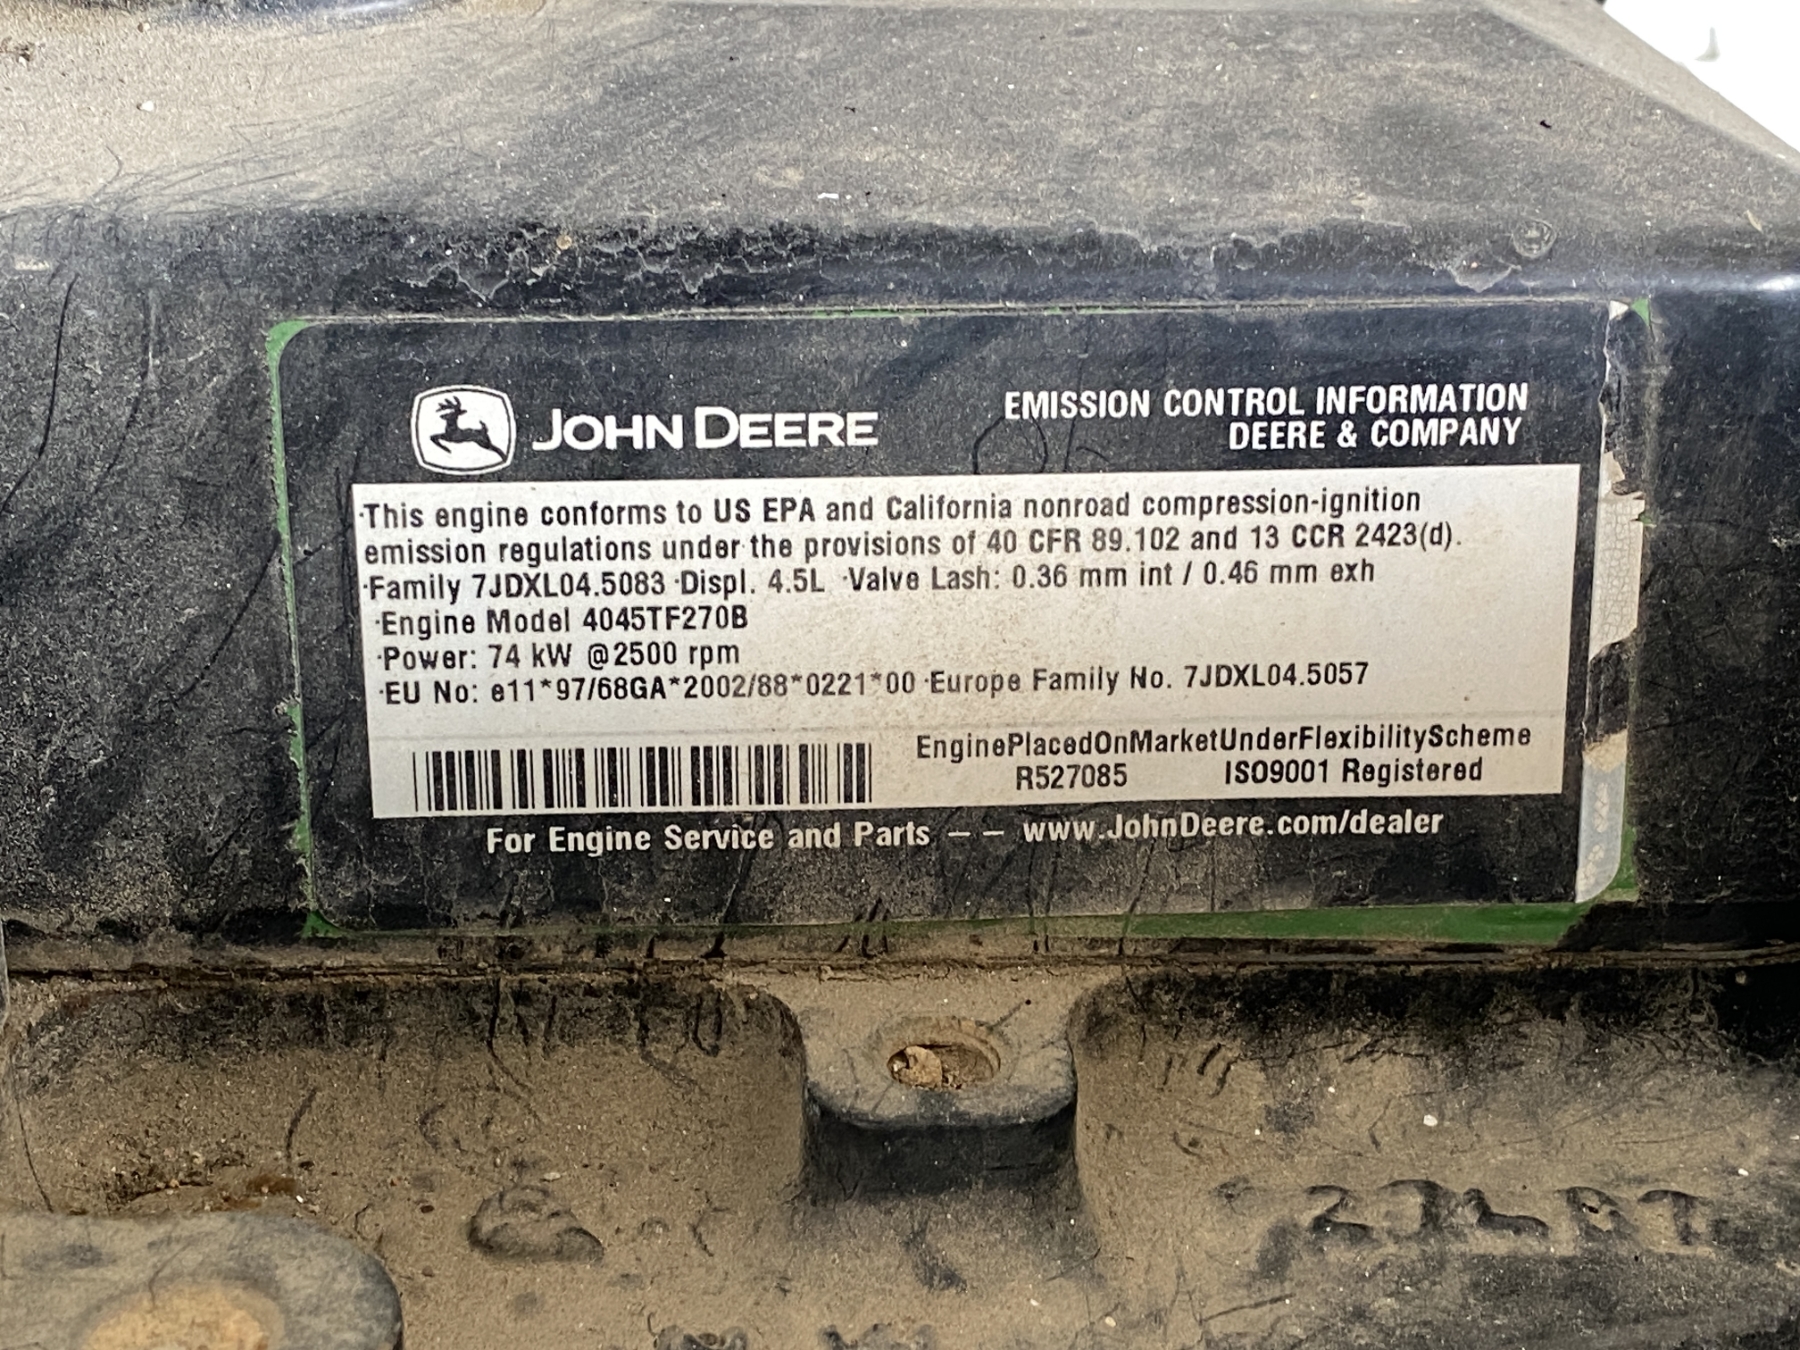 JOHN DEERE
EMISSION CONTROL INFORMATION
DEERE & COMPANY
·This engine conforms to US EPA and California nonroad compression-ignition
emission regulations under the provisions of 40 CFR 89.102 and 13 CCR 2423(d).
·Family 7JDXL04.5083 ·Displ. 4.5L ·Valve Lash: 0.36 mm int / 0.46 mm exh
·Engine Model 4045TF270B
·Power: 74 kW @2500 rpm
·EU No: e11*97/68GA*2002/88*0221*00 ·Europe Family No. 7JDXL04.5057
EnginePlacedOnMarketUnderFlexibilityScheme
R527085 ISO9001 Registered
For Engine Service and Parts – – www.JohnDeere.com/dealer